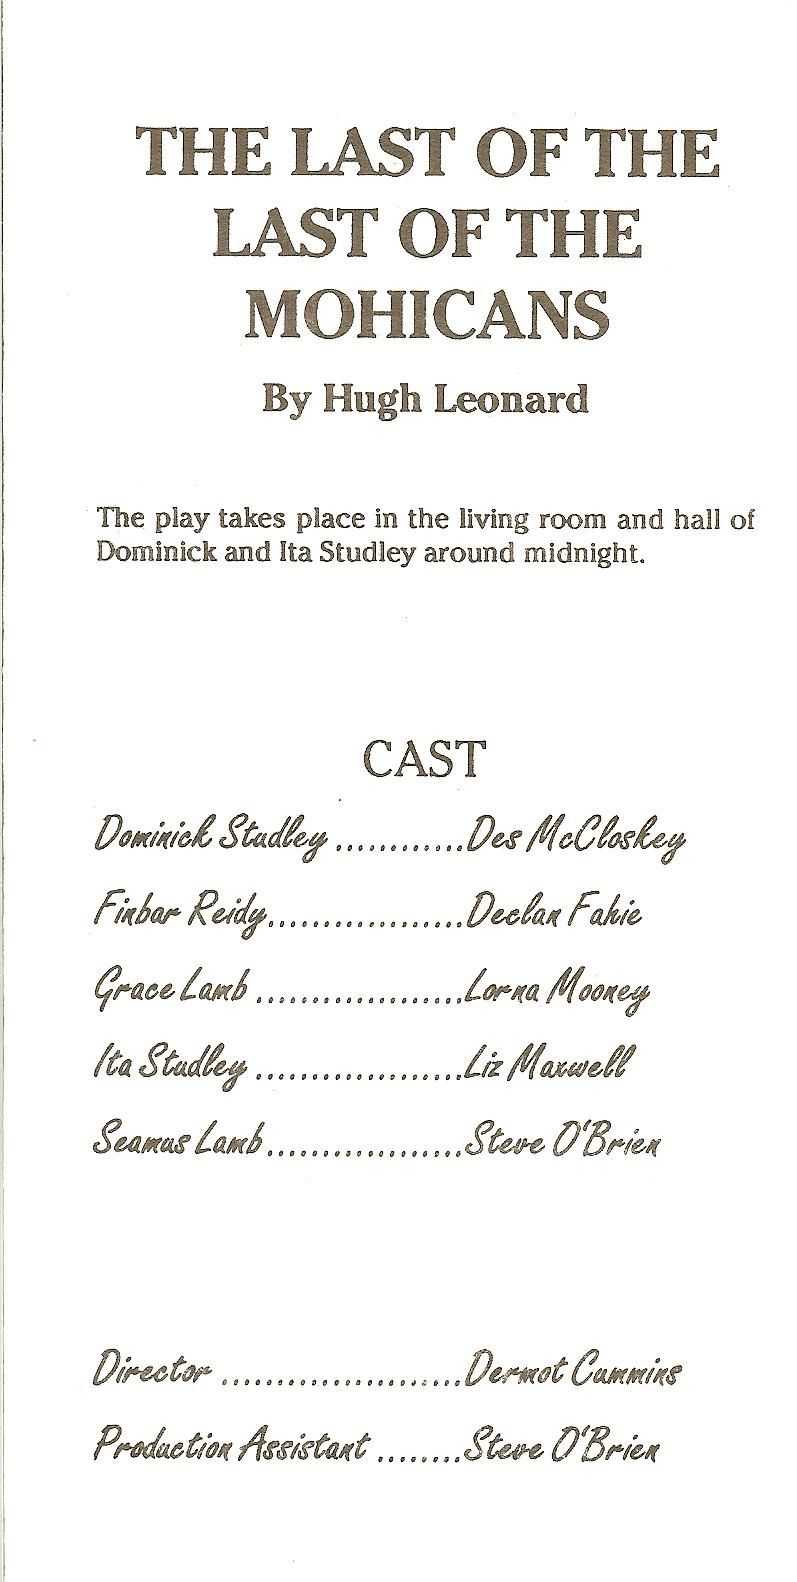 THE LAST OF THE
LAST OF THE
MOHICANS
By Hugh Leonard
The play takes place in the living room and hall of
Dominick and Ita Studley around midnight.
CAST
Dominick Studley ............Des McCloskey
Finbar Reidy..................Declan Fahie
Grace Lamb ...................Lorna Mooney
Ita Studley ...................Liz Maxwell
Seamus Lamb..................Steve O'Brien
Director ......................Dermot Cummins
Production Assistant ........Steve O'Brien